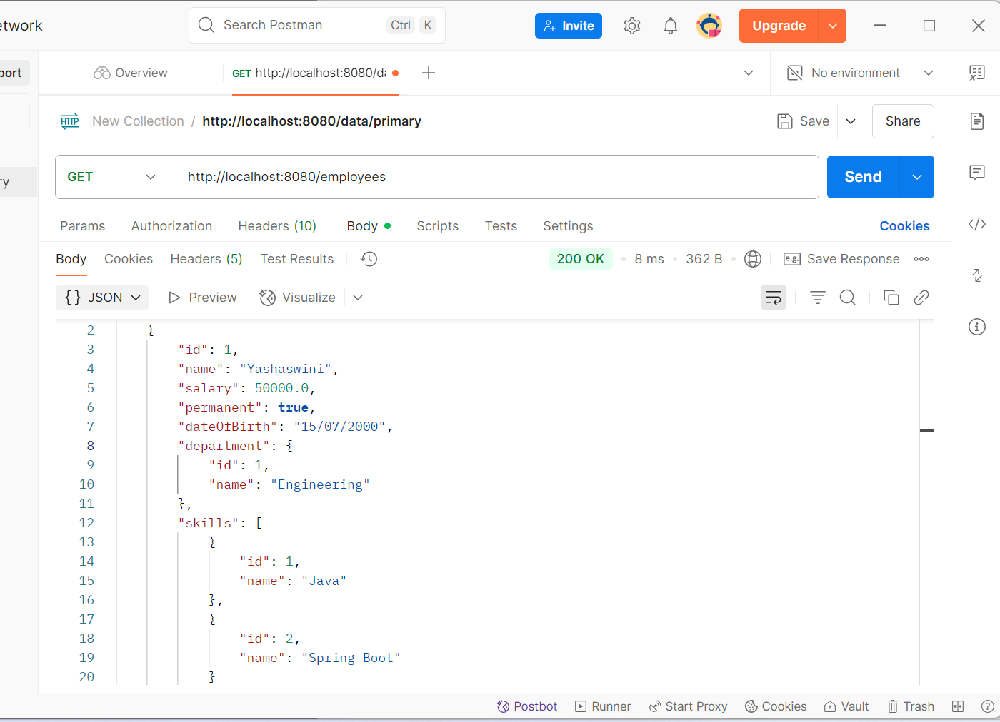 etwork
Search Postman
Ctrl K
Invite
Upgrade
port
Overview
GET http://localhost:8080/da
No environment
HTTP New Collection / http://localhost:8080/data/primary
Save
Share
ry
GET
http://localhost:8080/employees
Send
Params Authorization Headers (10) Body Scripts Tests Settings
Cookies
Body Cookies Headers (5) Test Results
200 OK • 8 ms • 362 B •
e.g. Save Response
{} JSON
Preview
Visualize
2 {
3 "id": 1,
4 "name": "Yashaswini",
5 "salary": 50000.0,
6 "permanent": true,
7 "dateOfBirth": "15/07/2000",
8 "department": {
9 "id": 1,
10 "name": "Engineering"
11 },
12 "skills": [
13 {
14 "id": 1,
15 "name": "Java"
16 },
17 {
18 "id": 2,
19 "name": "Spring Boot"
20 }
Postbot Runner Start Proxy Cookies Vault Trash